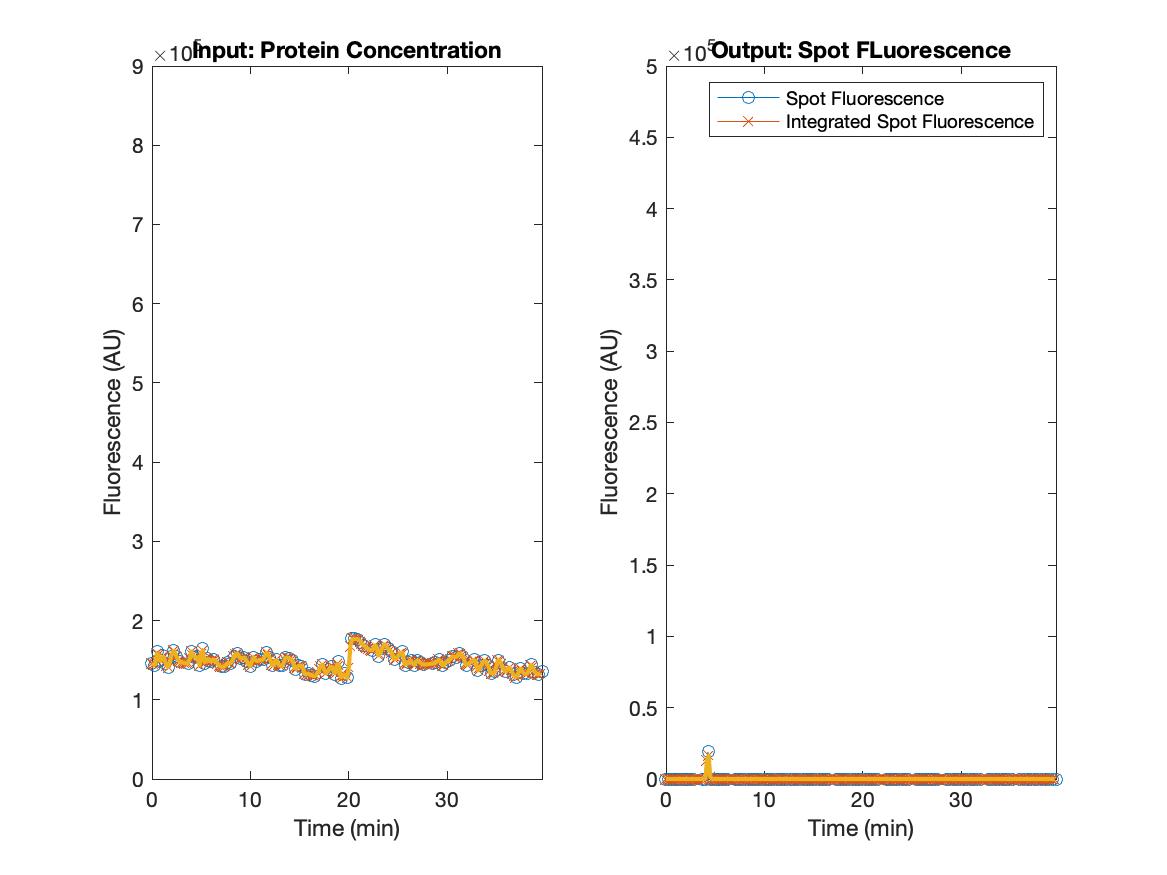 ×10⁵ Input: Protein Concentration
9
8
7
6
5
4
3
2
1
0
Fluorescence (AU)
0 10 20 30
Time (min)
×10⁵ Output: Spot FLuorescence
Spot Fluorescence
Integrated Spot Fluorescence
5
4.5
4
3.5
3
2.5
2
1.5
1
0.5
0
Fluorescence (AU)
0 10 20 30
Time (min)